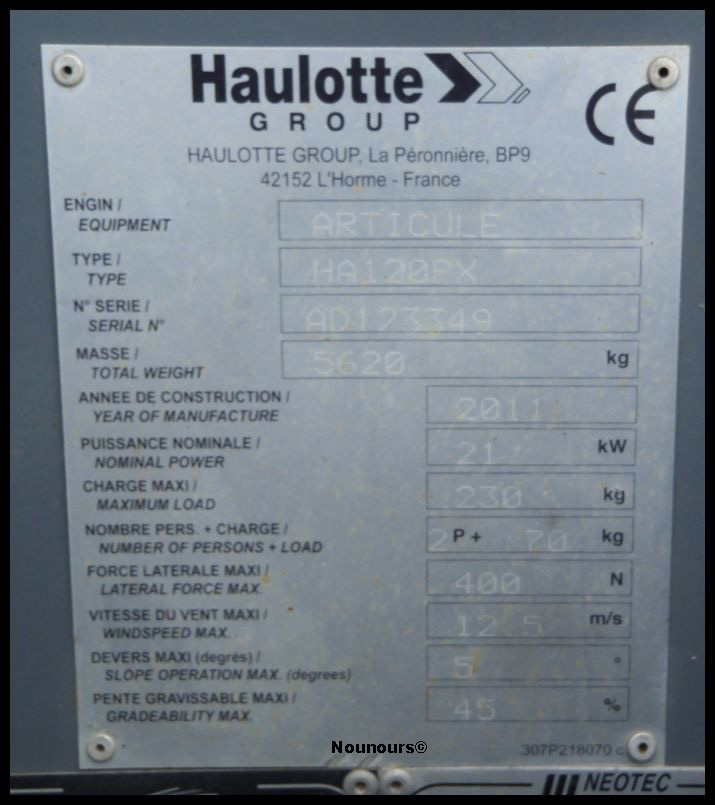 Haulotte
GROUP
CE
HAULOTTE GROUP, La Péronnière, BP9
42152 L'Horme - France
ENGIN /
EQUIPMENT
ARTICULE
TYPE /
TYPE
HA120PX
N° SERIE /
SERIAL N°
AD123349
MASSE /
TOTAL WEIGHT
5620 kg
ANNEE DE CONSTRUCTION /
YEAR OF MANUFACTURE
2011
PUISSANCE NOMINALE /
NOMINAL POWER
21 kW
CHARGE MAXI /
MAXIMUM LOAD
230 kg
NOMBRE PERS. + CHARGE /
NUMBER OF PERSONS + LOAD
2 P + 70 kg
FORCE LATERALE MAXI /
LATERAL FORCE MAX.
400 N
VITESSE DU VENT MAXI /
WINDSPEED MAX.
12.5 m/s
DEVERS MAXI (degrés) /
SLOPE OPERATION MAX. (degrees)
5 °
PENTE GRAVISSABLE MAXI /
GRADEABILITY MAX.
45 %
Nounours©
307P218070 c
NEOTEC